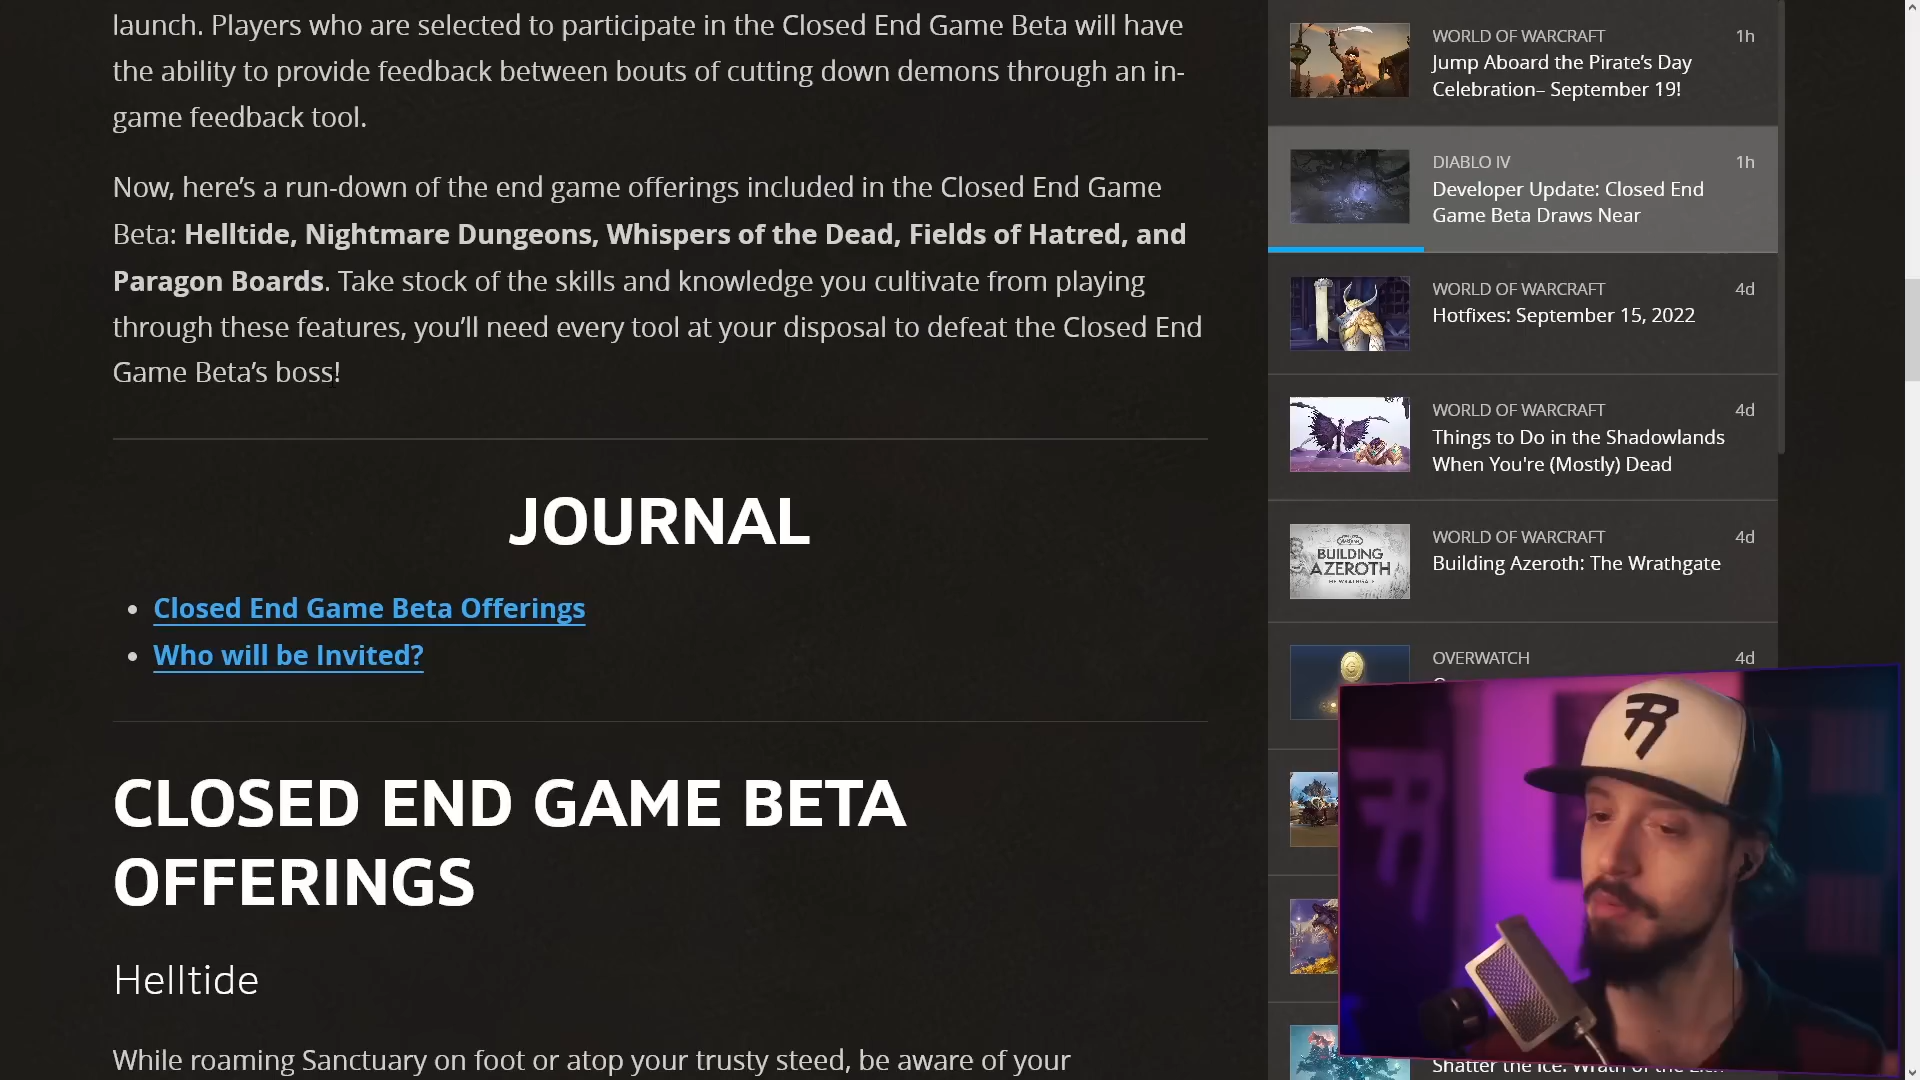 launch. Players who are selected to participate in the Closed End Game Beta will have
the ability to provide feedback between bouts of cutting down demons through an in-
game feedback tool.
Now, here’s a run-down of the end game offerings included in the Closed End Game
Beta: Helltide, Nightmare Dungeons, Whispers of the Dead, Fields of Hatred, and
Paragon Boards. Take stock of the skills and knowledge you cultivate from playing
through these features, you’ll need every tool at your disposal to defeat the Closed End
Game Beta’s boss!
JOURNAL
• Closed End Game Beta Offerings
• Who will be Invited?
CLOSED END GAME BETA
OFFERINGS
Helltide
While roaming Sanctuary on foot or atop your trusty steed, be aware of your
WORLD OF WARCRAFT 1h
Jump Aboard the Pirate’s Day
Celebration– September 19!
DIABLO IV 1h
Developer Update: Closed End
Game Beta Draws Near
WORLD OF WARCRAFT 4d
Hotfixes: September 15, 2022
WORLD OF WARCRAFT 4d
Things to Do in the Shadowlands
When You're (Mostly) Dead
BUILDING
AZEROTH
WORLD OF WARCRAFT 4d
Building Azeroth: The Wrathgate
OVERWATCH 4d
Shatter the Ice: Wrath of the